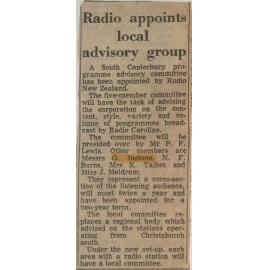 Radio appoints
local
advisory group
A South Canterbury pro-
gramme advisory committee
has been appointed by Radio
New Zealand.
The five-member committee
will have the task of advising
the corporation on the con-
tent, style, variety and vol-
ume of programmes broad-
cast by Radio Caroline.
The committee will be
presided over by Mr P. F.
Lewis. Other members are
Messrs G. Instone, N. F.
Burns, Mrs K. Talbot and
Miss J. Meldrum.
They represent a cross-sec-
tion of the listening audience,
will meet twice a year and
have been appointed for a
two-year term.
The local committee re-
places a regional body which
advised on the stations oper-
ating from Christchurch
south.
Under the new set-up, each
area with a radio station will
have a local committee.